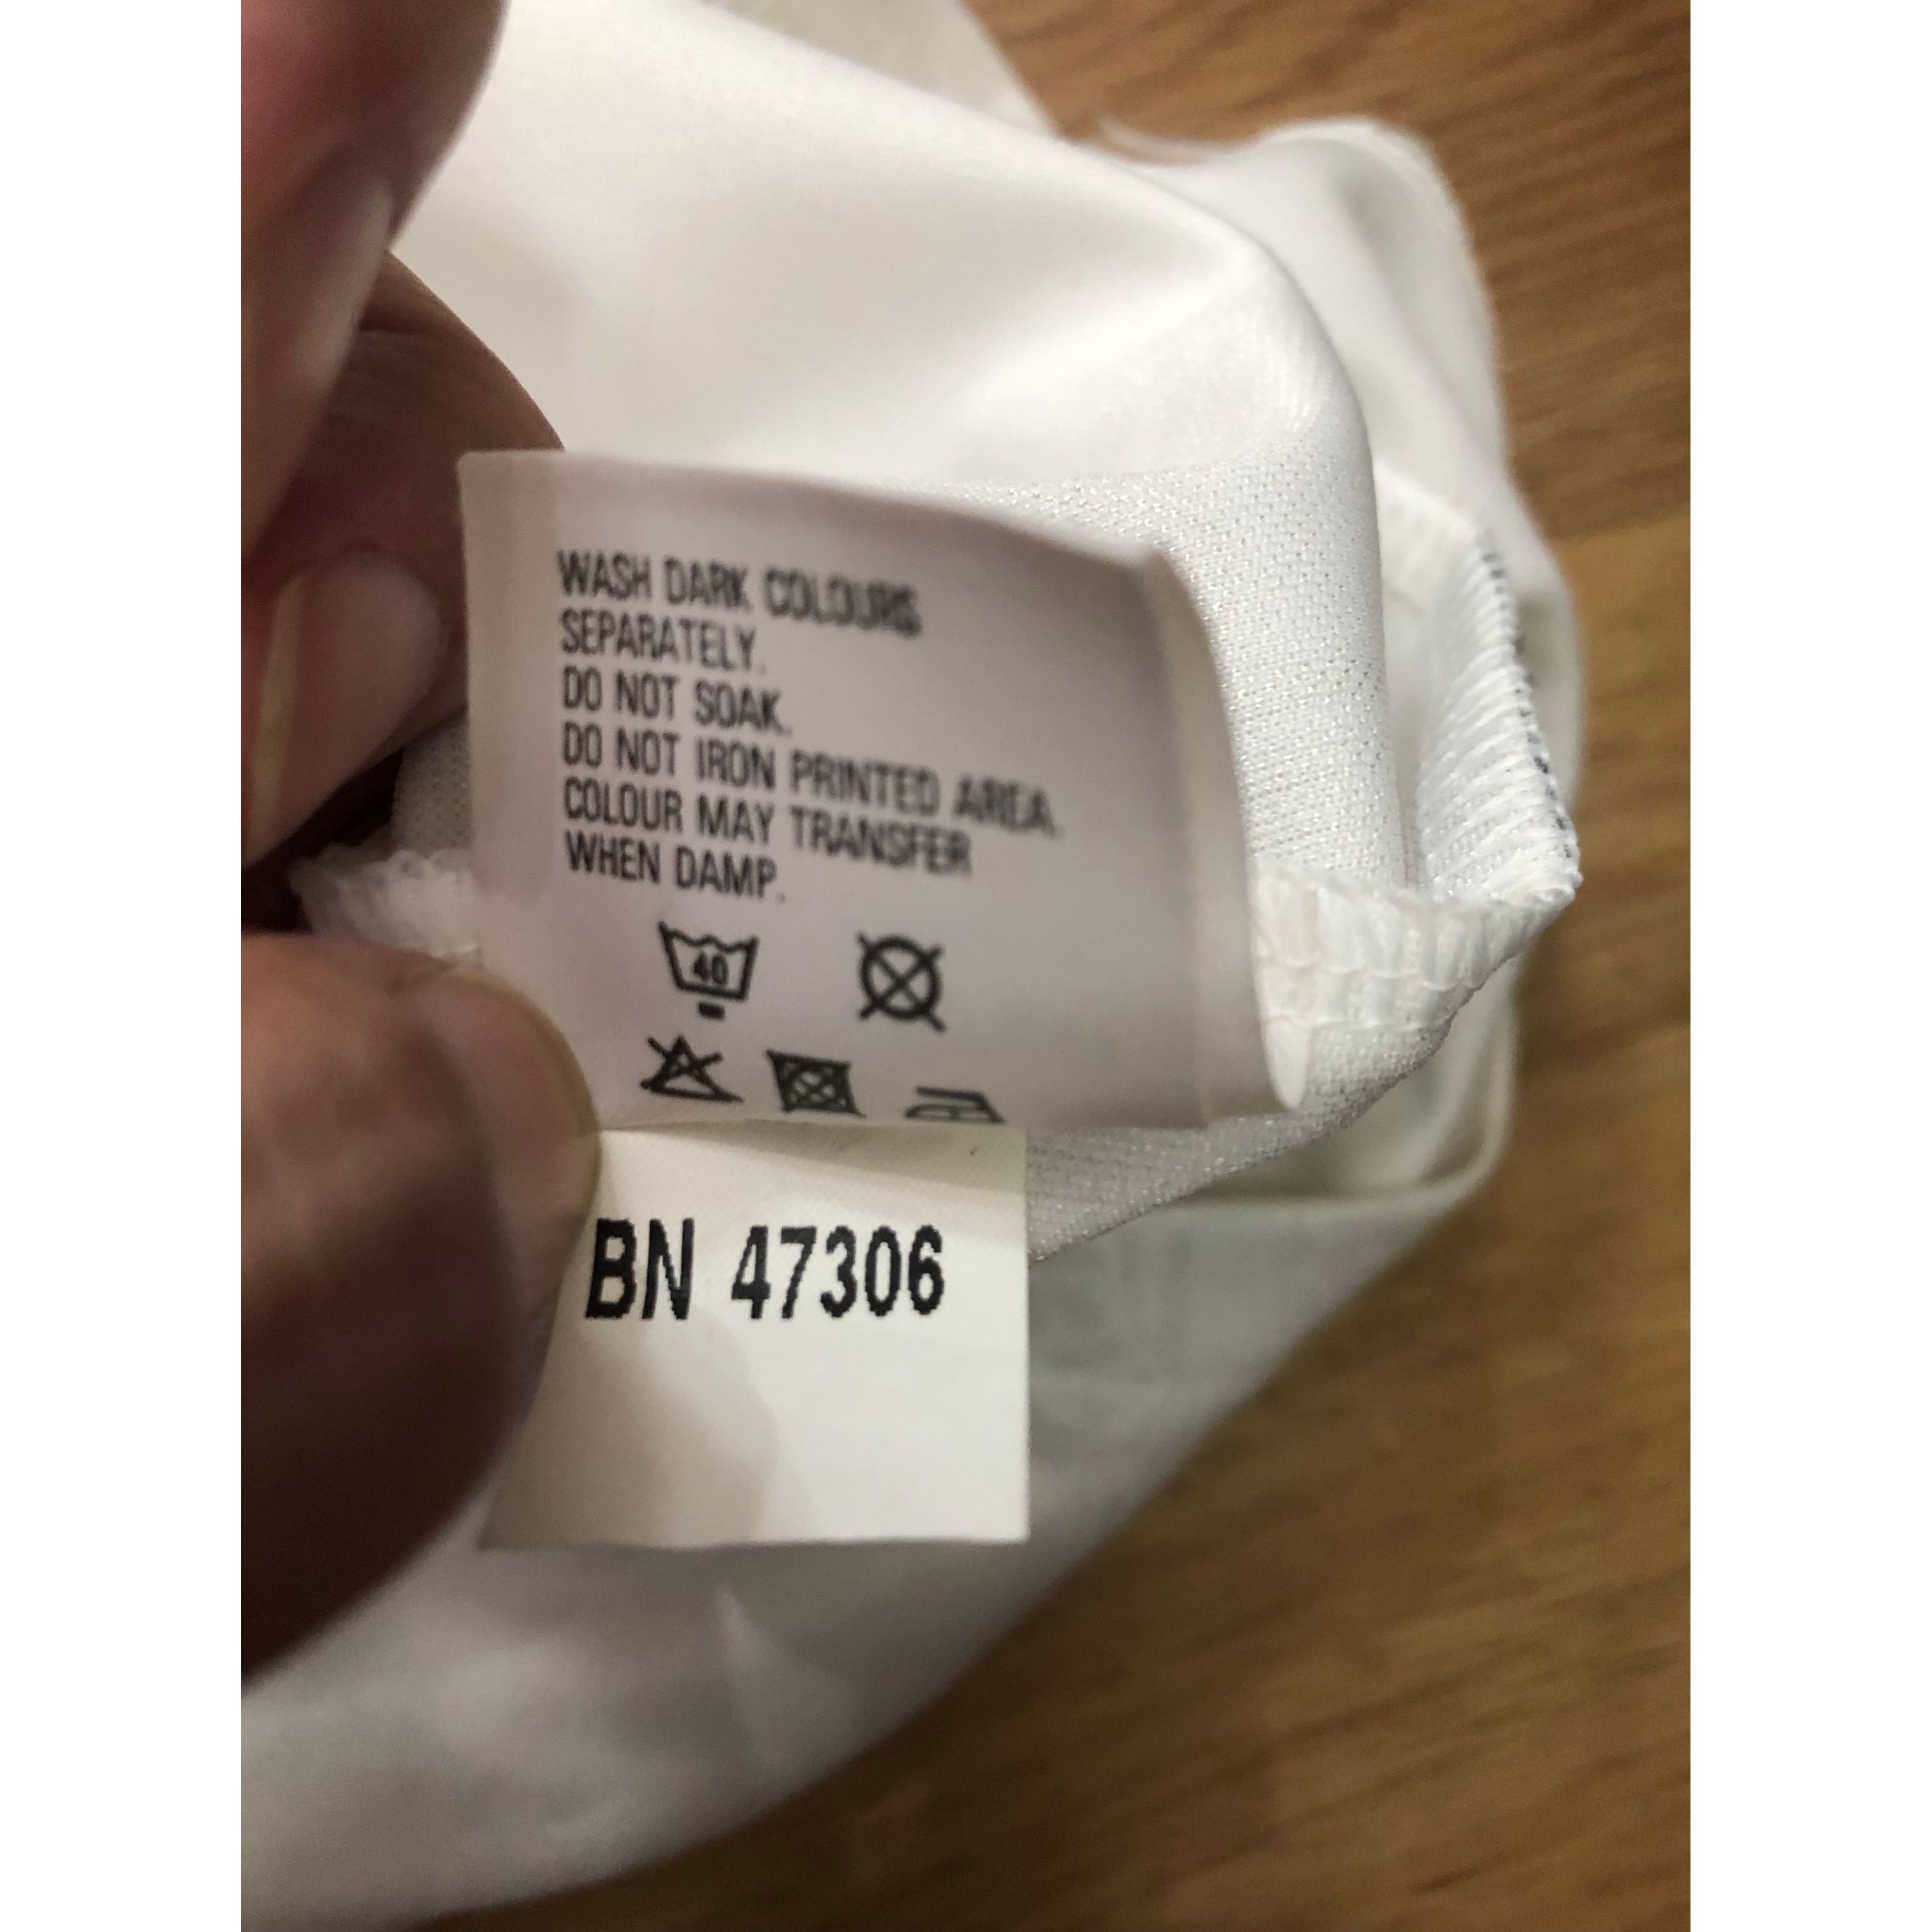 WASH DARK COLOURS
SEPARATELY.
DO NOT SOAK.
DO NOT IRON PRINTED AREA.
COLOUR MAY TRANSFER
WHEN DAMP.
40
BN 47306